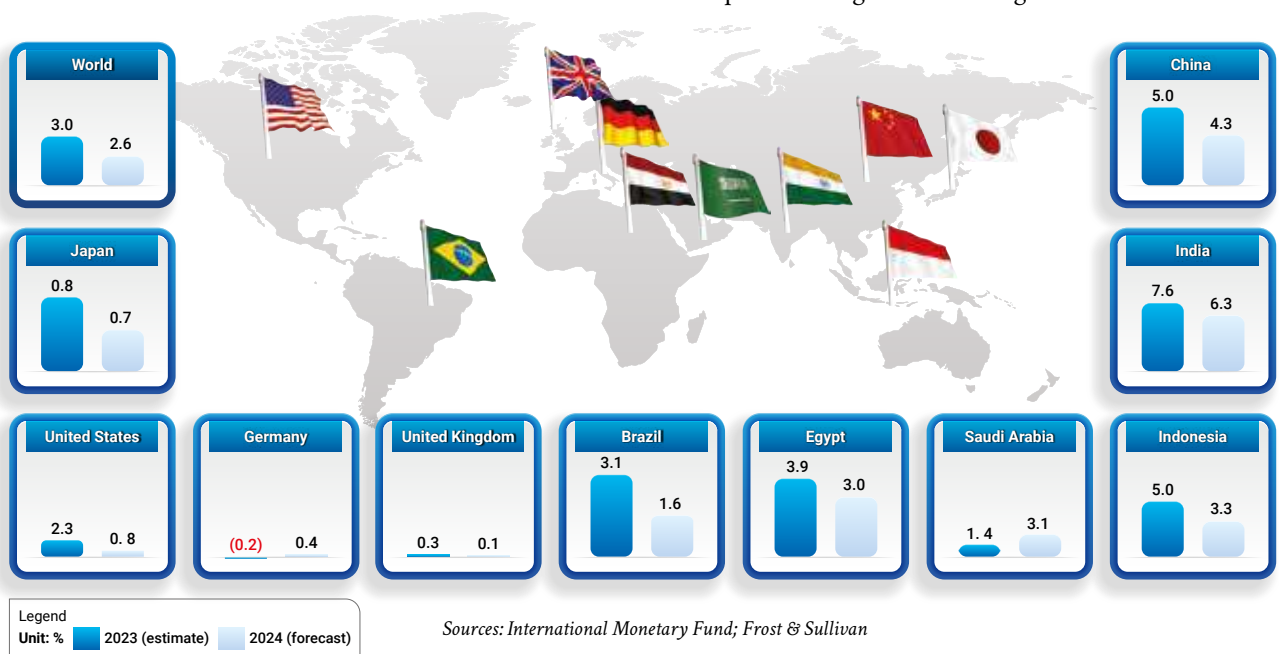 World
3.0
2.6
China
5.0
4.3
Japan
0.8
0.7
India
7.6
6.3
United States
2.3
0. 8
Germany
(0.2)
0.4
United Kingdom
0.3
0.1
Brazil
3.1
1.6
Egypt
3.9
3.0
Saudi Arabia
1. 4
3.1
Indonesia
5.0
3.3
Legend
Unit: % 2023 (estimate) 2024 (forecast)
Sources: International Monetary Fund; Frost & Sullivan